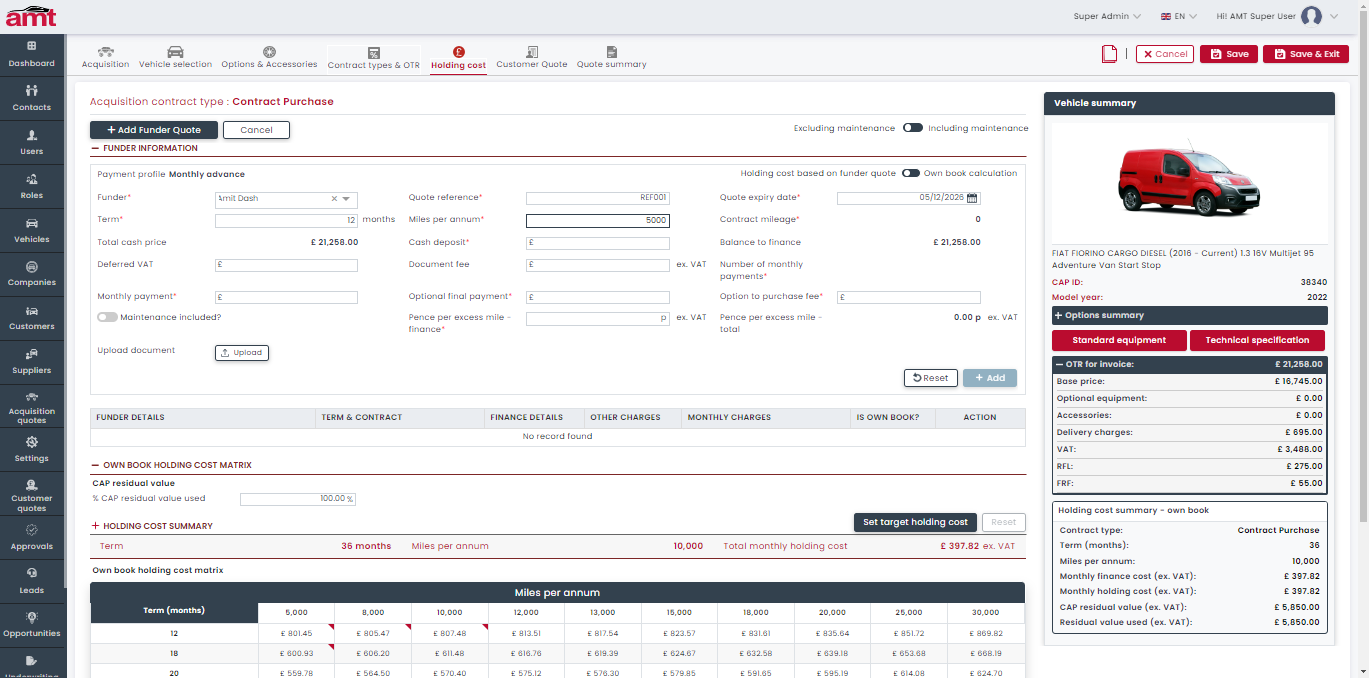 amt
Super Admin EN Hi! AMT Super User
Dashboard
Contacts
Users
Roles
Vehicles
Companies
Customers
Suppliers
Acquisition
quotes
Settings
Customer
quotes
Approvals
Leads
Opportunities
Underwriting
Acquisition Vehicle selection Options & Accessories Contract types & OTR Holding cost Customer Quote Quote summary
Cancel Save Save & Exit
Acquisition contract type : Contract Purchase
+ Add Funder Quote Cancel
Excluding maintenance Including maintenance
FUNDER INFORMATION
Payment profile Monthly advance
Holding cost based on funder quote Own book calculation
Funder* Amit Dash Quote reference* REF001 Quote expiry date* 05/12/2026
Term* 12 months Miles per annum* 5000 Contract mileage* 0
Total cash price £ 21,258.00 Cash deposit* £ Balance to finance £ 21,258.00
Deferred VAT £ Document fee £ ex. VAT Number of monthly
payments*
Monthly payment* £ Optional final payment* £ Option to purchase fee* £
Maintenance included? Pence per excess mile -
finance* p ex. VAT Pence per excess mile -
total 0.00 p ex. VAT
Upload document Upload
Reset + Add
FUNDER DETAILS TERM & CONTRACT FINANCE DETAILS OTHER CHARGES MONTHLY CHARGES IS OWN BOOK? ACTION
No record found
OWN BOOK HOLDING COST MATRIX
CAP residual value
% CAP residual value used 100.00 %
+ HOLDING COST SUMMARY Set target holding cost Reset
Term 36 months Miles per annum 10,000 Total monthly holding cost £ 397.82 ex. VAT
Own book holding cost matrix
Miles per annum
Term (months) 5,000 8,000 10,000 12,000 13,000 15,000 18,000 20,000 25,000 30,000
12 £ 801.45 £ 805.47 £ 807.48 £ 813.51 £ 817.54 £ 823.57 £ 831.61 £ 835.64 £ 851.72 £ 869.82
18 £ 600.93 £ 606.20 £ 611.48 £ 616.76 £ 619.39 £ 624.67 £ 632.58 £ 639.18 £ 653.68 £ 668.19
20 £ 559.78 £ 564.50 £ 570.40 £ 575.12 £ 576.30 £ 579.85 £ 591.65 £ 595.19 £ 614.08 £ 624.70
Vehicle summary
FIAT FIORINO CARGO DIESEL (2016 - Current) 1.3 16V Multijet 95
Adventure Van Start Stop
CAP ID: 38340
Model year: 2022
+ Options summary
Standard equipment Technical specification
OTR for invoice: £ 21,258.00
Base price: £ 16,745.00
Optional equipment: £ 0.00
Accessories: £ 0.00
Delivery charges: £ 695.00
VAT: £ 3,488.00
RFL: £ 275.00
FRF: £ 55.00
Holding cost summary - own book
Contract type: Contract Purchase
Term (months): 36
Miles per annum: 10,000
Monthly finance cost (ex. VAT): £ 397.82
Monthly holding cost (ex. VAT): £ 397.82
CAP residual value (ex. VAT): £ 5,850.00
Residual value used (ex. VAT): £ 5,850.00